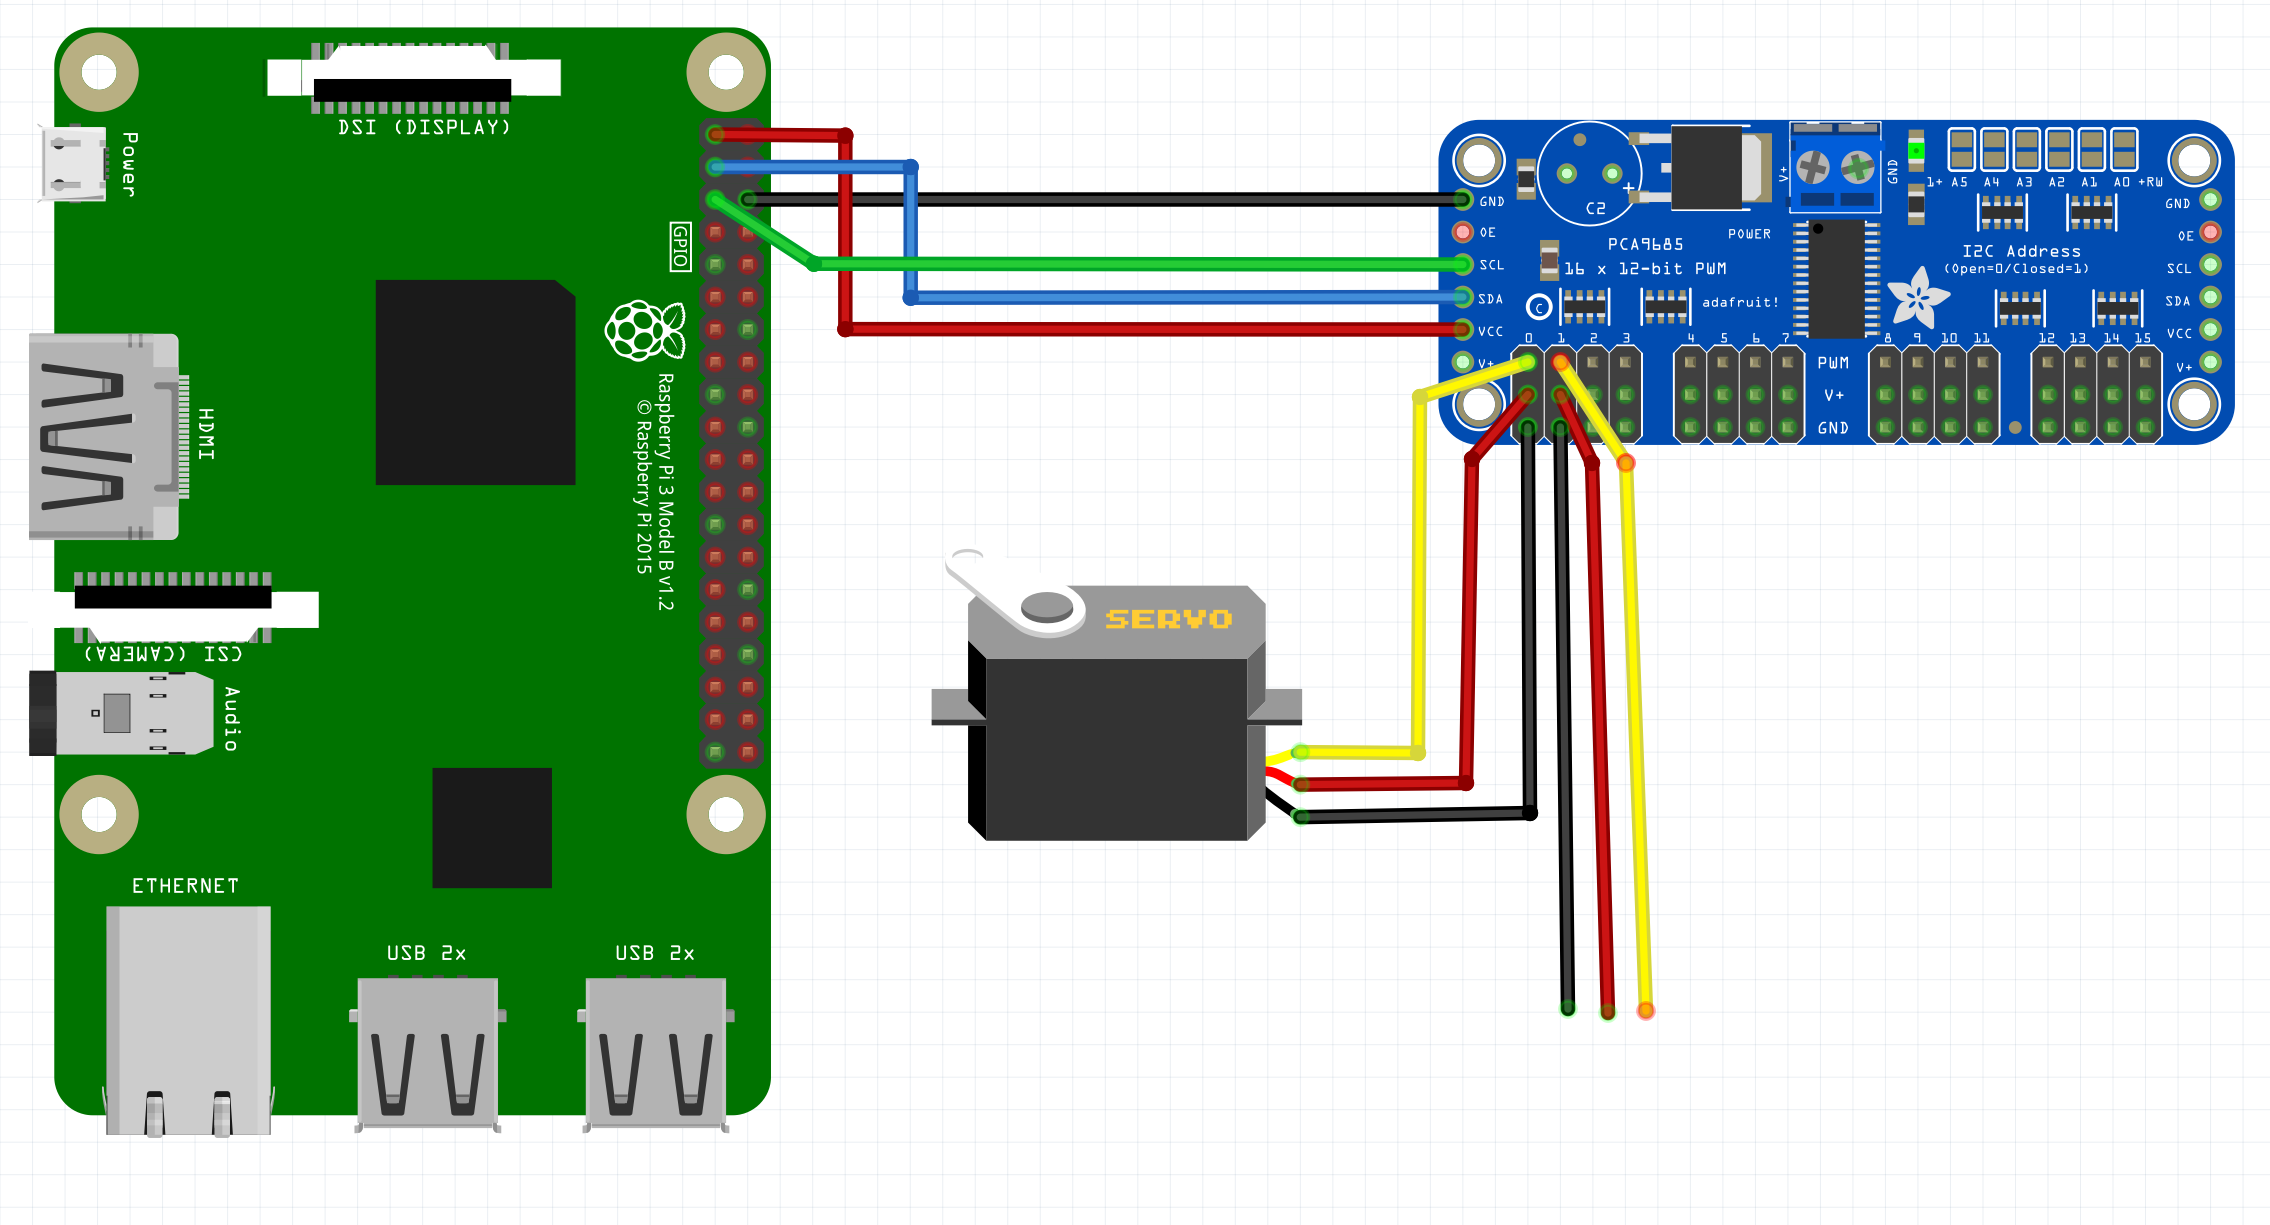 DSI (DISPLAY)
Power
GPIO
Raspberry Pi 3 Model B v1.2
© Raspberry Pi 2015
HDMI
CSI (CAMERA)
Audio
ETHERNET
USB 2x
USB 2x
SERVO
GND
OE
SCL
SDA
VCC
V+
C2
+
PCA9685
16 x 12-bit PWM
C
POWER
adafruit!
V+
GND
1+ A5 A4 A3 A2 A1 A0 +RW
I2C Address
(Open=0/Closed=1)
GND
OE
SCL
SDA
VCC
V+
0 1 2 3 4 5 6 7 8 9 10 11 12 13 14 15
PWM
V+
GND